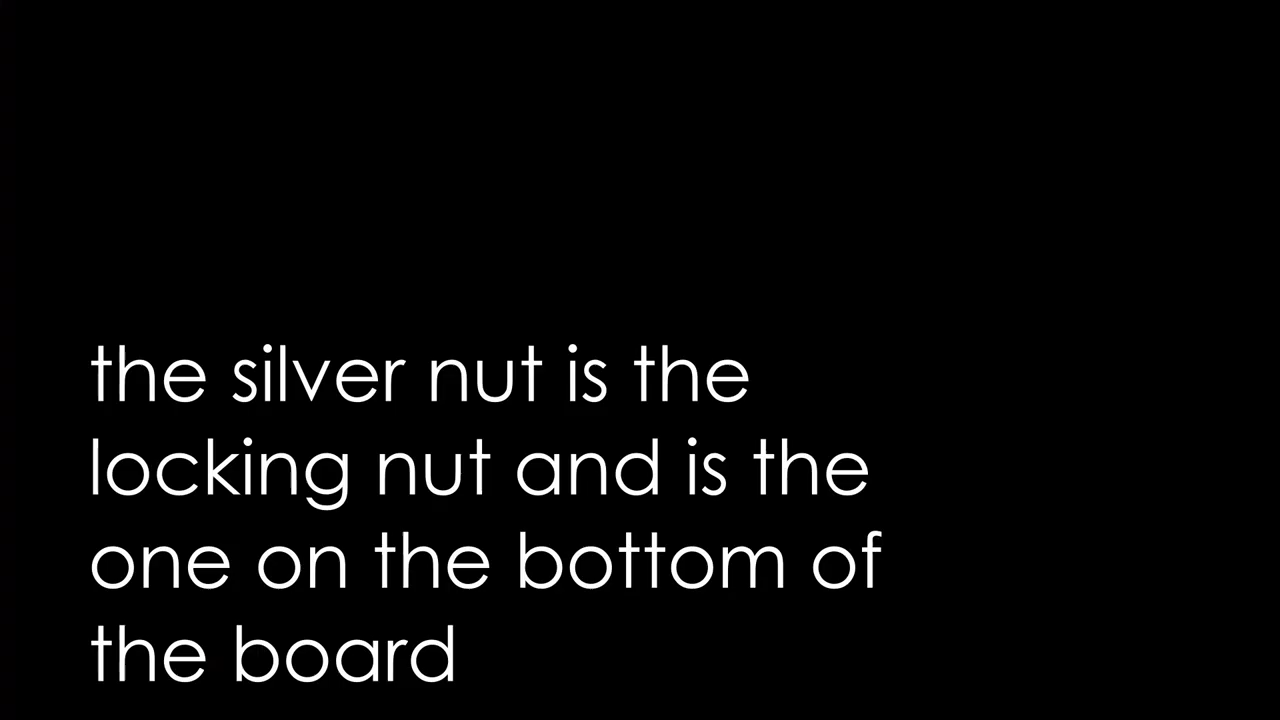 the silver nut is the
locking nut and is the
one on the bottom of
the board